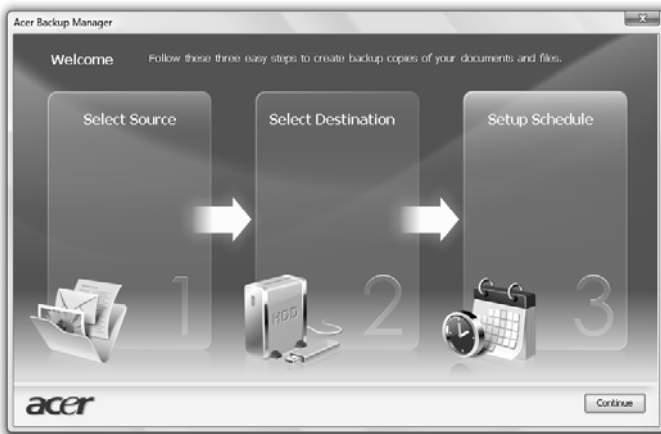 Acer Backup Manager
Welcome
Follow these three easy steps to create backup copies of your documents and files.
Select Source
Select Destination
Setup Schedule
1
HDD
2
3
acer
Continue